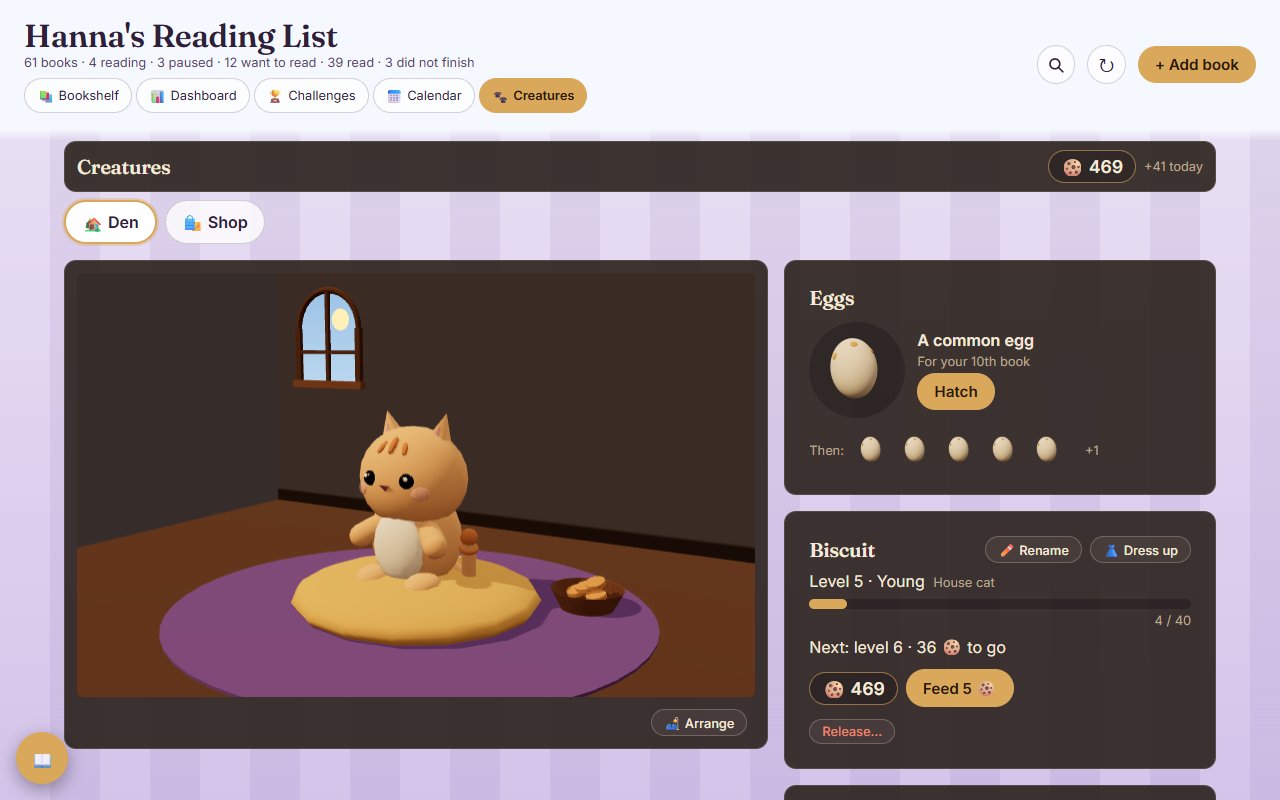 Hanna's Reading List
61 books · 4 reading · 3 paused · 12 want to read · 39 read · 3 did not finish
Bookshelf Dashboard Challenges Calendar Creatures
+ Add book
Creatures
469 +41 today
Den Shop
Eggs
A common egg
For your 10th book
Hatch
Then: +1
Biscuit
Rename Dress up
Level 5 · Young House cat
4 / 40
Next: level 6 · 36 to go
469 Feed 5
Release...
Arrange